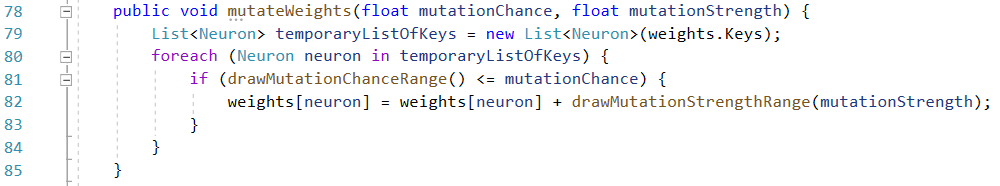 78 public void mutateWeights(float mutationChance, float mutationStrength) {
79 List<Neuron> temporaryListOfKeys = new List<Neuron>(weights.Keys);
80 foreach (Neuron neuron in temporaryListOfKeys) {
81 if (drawMutationChanceRange() <= mutationChance) {
82 weights[neuron] = weights[neuron] + drawMutationStrengthRange(mutationStrength);
83 }
84 }
85 }